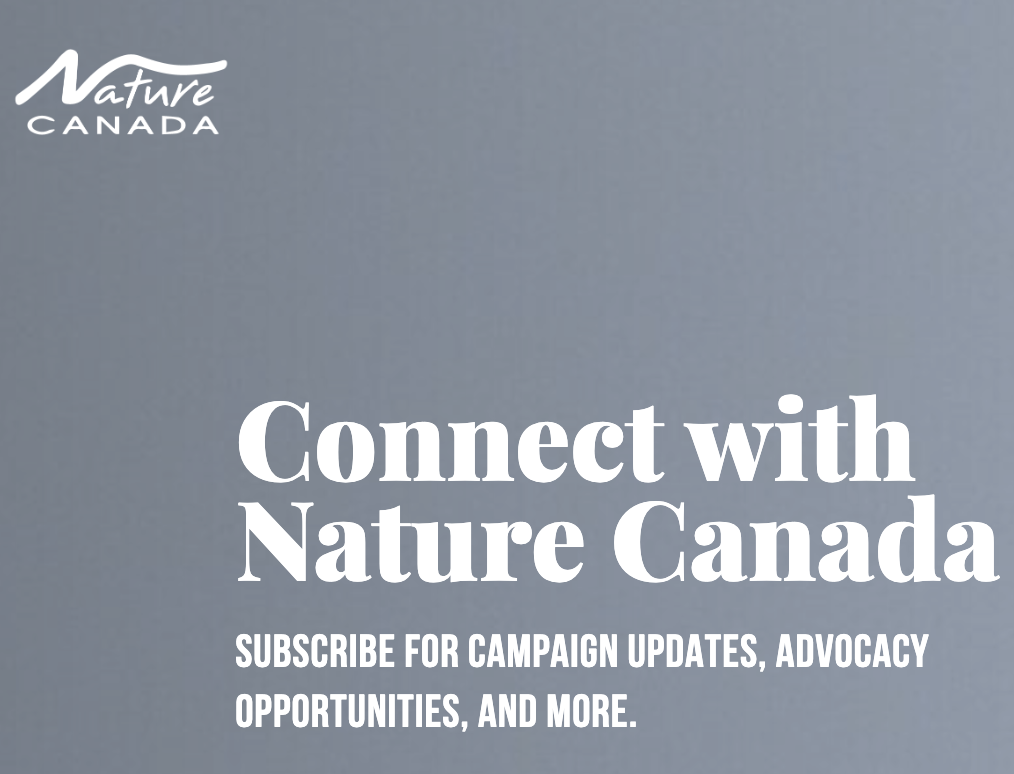 Nature
CANADA
Connect with
Nature Canada
SUBSCRIBE FOR CAMPAIGN UPDATES, ADVOCACY
OPPORTUNITIES, AND MORE.